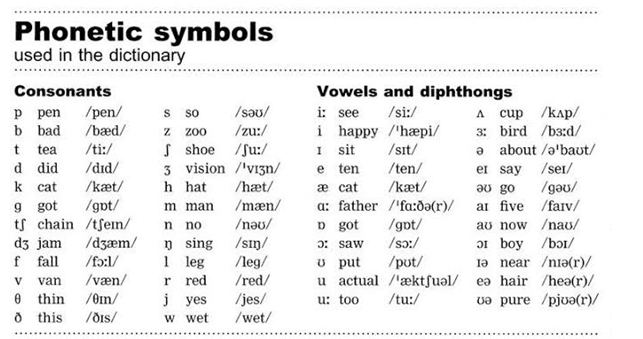 Phonetic symbols
used in the dictionary
Consonants
p pen /pen/
b bad /bæd/
t tea /tiː/
d did /dɪd/
k cat /kæt/
g got /gɒt/
tʃ chain /tʃeɪn/
dʒ jam /dʒæm/
f fall /fɔːl/
v van /væn/
θ thin /θɪn/
ð this /ðɪs/
s so /səʊ/
z zoo /zuː/
ʃ shoe /ʃuː/
ʒ vision /ˈvɪʒn/
h hat /hæt/
m man /mæn/
n no /nəʊ/
ŋ sing /sɪŋ/
l leg /leg/
r red /red/
j yes /jes/
w wet /wet/
Vowels and diphthongs
iː see /siː/
i happy /ˈhæpi/
ɪ sit /sɪt/
e ten /ten/
æ cat /kæt/
ɑː father /ˈfɑːðə(r)/
ɒ got /gɒt/
ɔː saw /sɔː/
ʊ put /pʊt/
u actual /ˈæktʃuəl/
uː too /tuː/
ʌ cup /kʌp/
ɜː bird /bɜːd/
ə about /əˈbaʊt/
eɪ say /seɪ/
əʊ go /gəʊ/
aɪ five /faɪv/
aʊ now /naʊ/
ɔɪ boy /bɔɪ/
ɪə near /nɪə(r)/
eə hair /heə(r)/
ʊə pure /pjʊə(r)/